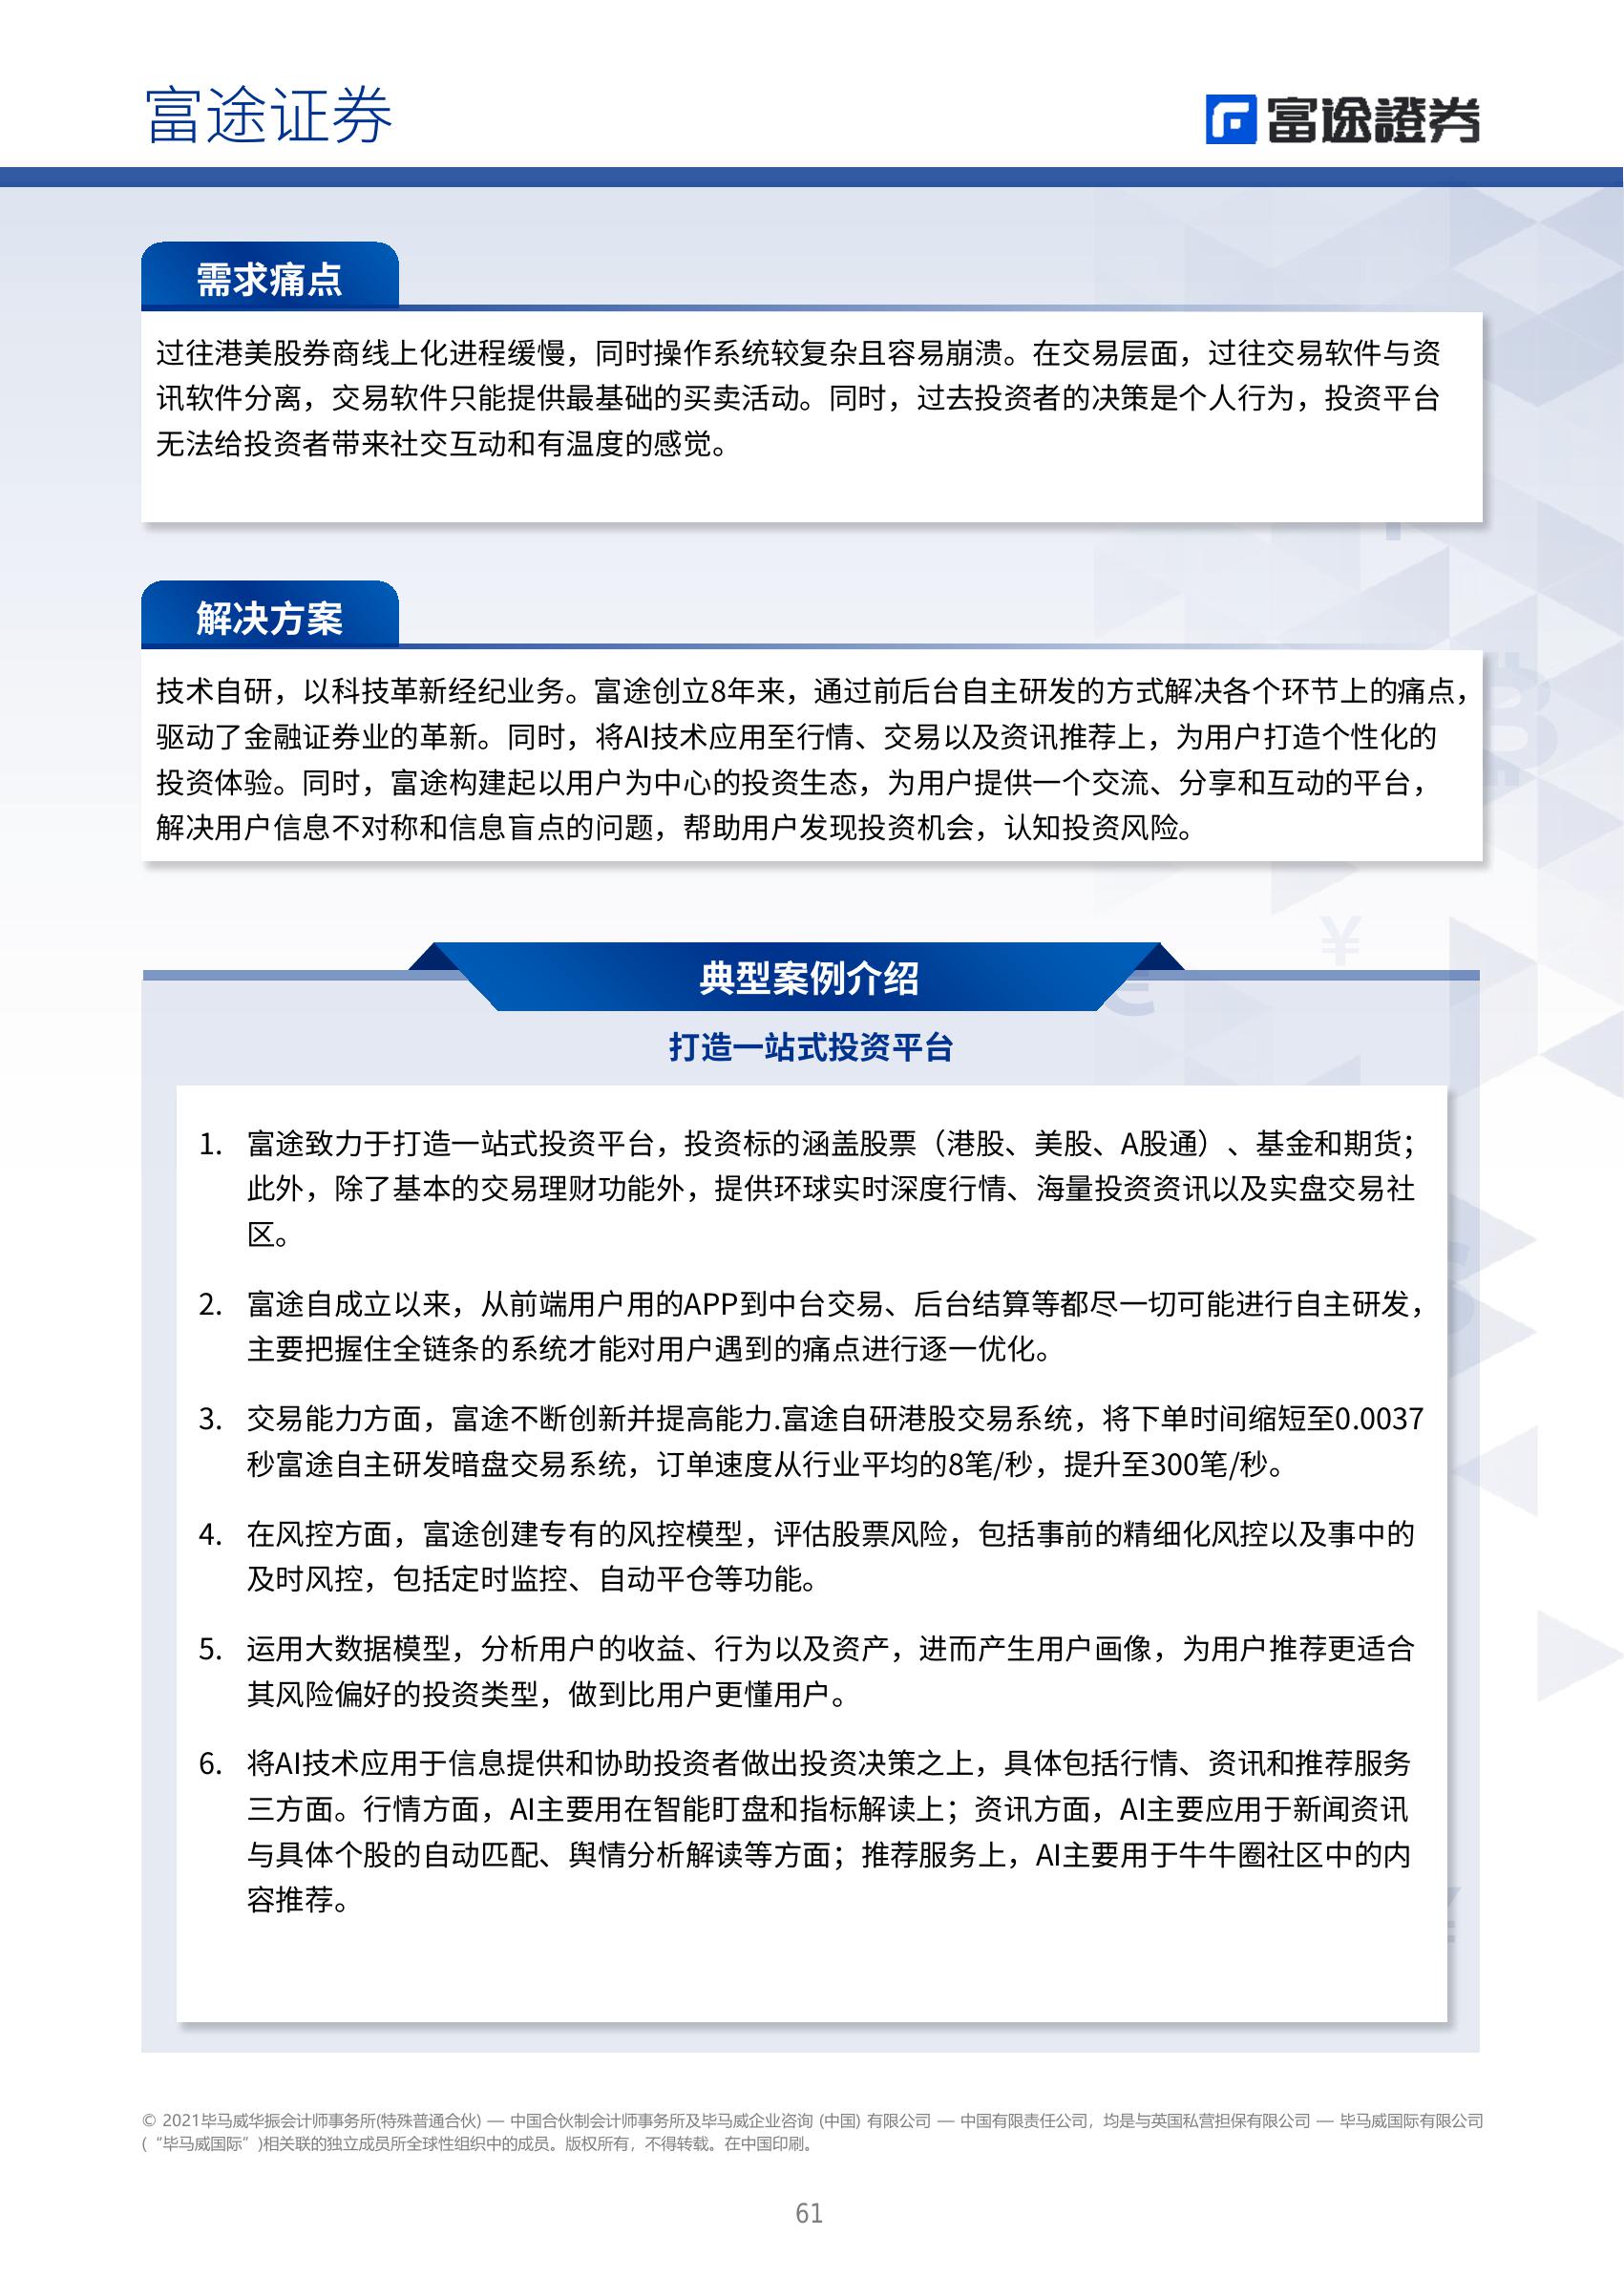 富途证券
富途證券
需求痛点
过往港美股券商线上化进程缓慢，同时操作系统较复杂且容易崩溃。在交易层面，过往交易软件与资
讯软件分离，交易软件只能提供最基础的买卖活动。同时，过去投资者的决策是个人行为，投资平台
无法给投资者带来社交互动和有温度的感觉。
解决方案
技术自研，以科技革新经纪业务。富途创立8年来，通过前后台自主研发的方式解决各个环节上的痛点，
驱动了金融证券业的革新。同时，将AI技术应用至行情、交易以及资讯推荐上，为用户打造个性化的
投资体验。同时，富途构建起以用户为中心的投资生态，为用户提供一个交流、分享和互动的平台，
解决用户信息不对称和信息盲点的问题，帮助用户发现投资机会，认知投资风险。
典型案例介绍
打造一站式投资平台
1. 富途致力于打造一站式投资平台，投资标的涵盖股票（港股、美股、A股通）、基金和期货；
此外，除了基本的交易理财功能外，提供环球实时深度行情、海量投资资讯以及实盘交易社
区。
2. 富途自成立以来，从前端用户用的APP到中台交易、后台结算等都尽一切可能进行自主研发，
主要把握住全链条的系统才能对用户遇到的痛点进行逐一优化。
3. 交易能力方面，富途不断创新并提高能力.富途自研港股交易系统，将下单时间缩短至0.0037
秒富途自主研发暗盘交易系统，订单速度从行业平均的8笔/秒，提升至300笔/秒。
4. 在风控方面，富途创建专有的风控模型，评估股票风险，包括事前的精细化风控以及事中的
及时风控，包括定时监控、自动平仓等功能。
5. 运用大数据模型，分析用户的收益、行为以及资产，进而产生用户画像，为用户推荐更适合
其风险偏好的投资类型，做到比用户更懂用户。
6. 将AI技术应用于信息提供和协助投资者做出投资决策之上，具体包括行情、资讯和推荐服务
三方面。行情方面，AI主要用在智能盯盘和指标解读上；资讯方面，AI主要应用于新闻资讯
与具体个股的自动匹配、舆情分析解读等方面；推荐服务上，AI主要用于牛牛圈社区中的内
容推荐。
© 2021毕马威华振会计师事务所(特殊普通合伙) — 中国合伙制会计师事务所及毕马威企业咨询 (中国) 有限公司 — 中国有限责任公司，均是与英国私营担保有限公司 — 毕马威国际有限公司
(“毕马威国际”)相关联的独立成员所全球性组织中的成员。版权所有，不得转载。在中国印刷。
61